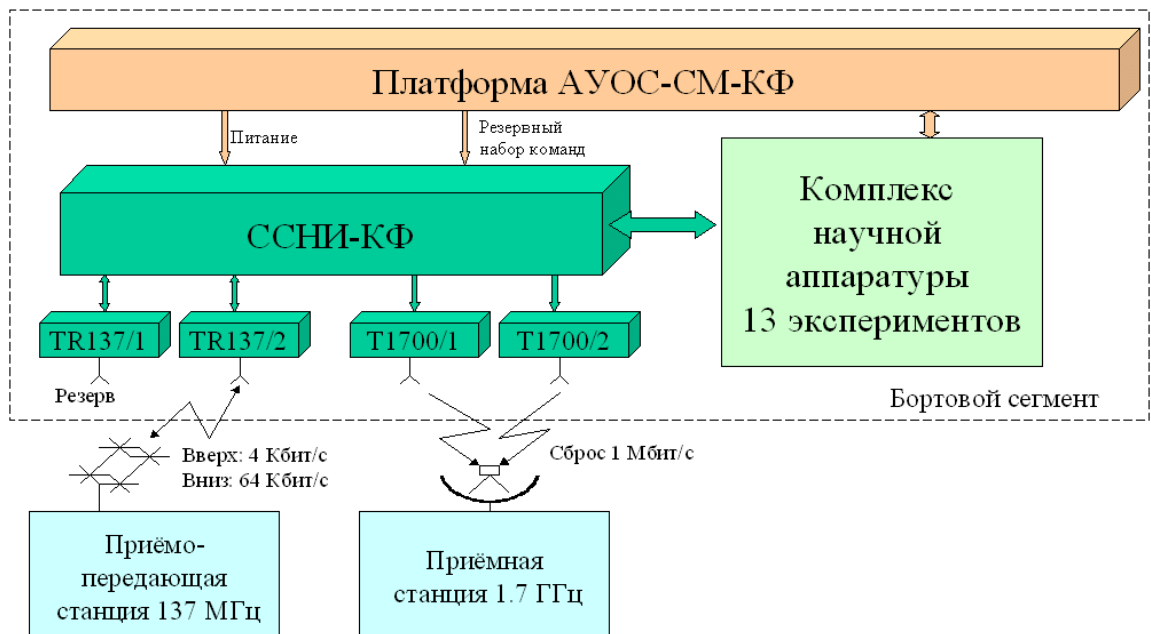 Платформа АУОС-СМ-КФ
Питание
Резервный
набор команд
ССНИ-КФ
Комплекс
научной
аппаратуры
13 экспериментов
TR137/1
TR137/2
T1700/1
T1700/2
Резерв
Бортовой сегмент
Вверх: 4 Кбит/с
Вниз: 64 Кбит/с
Сброс 1 Мбит/с
Приёмо-
передающая
станция 137 МГц
Приёмная
станция 1.7 ГГц